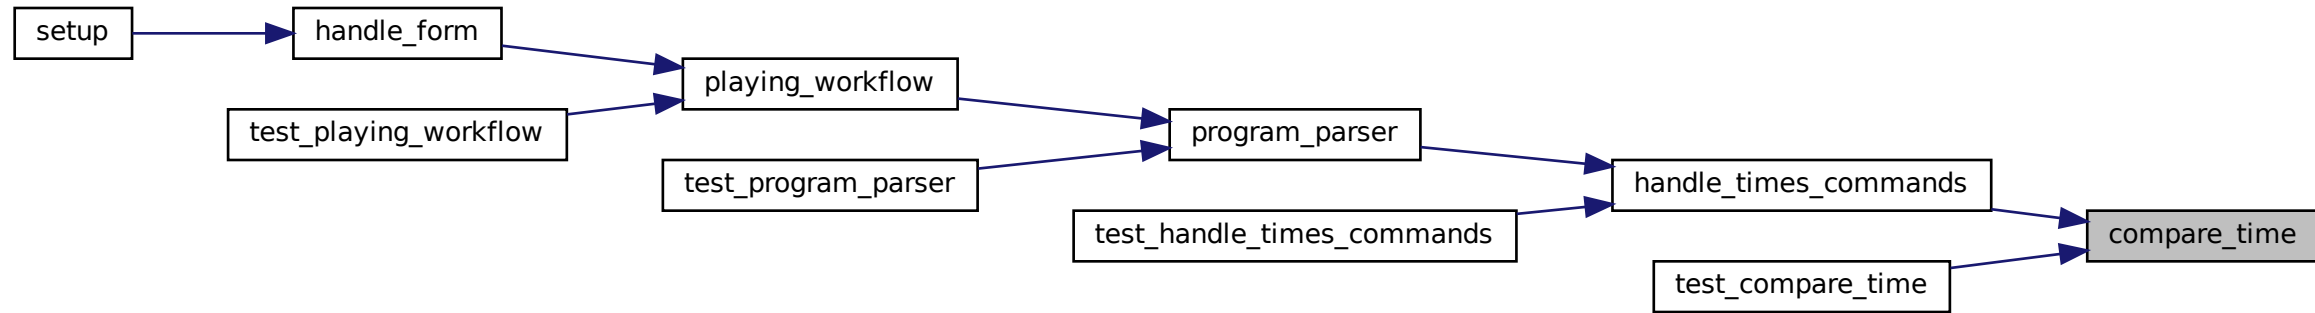 setup
handle_form
playing_workflow
test_playing_workflow
program_parser
test_program_parser
handle_times_commands
test_handle_times_commands
compare_time
test_compare_time